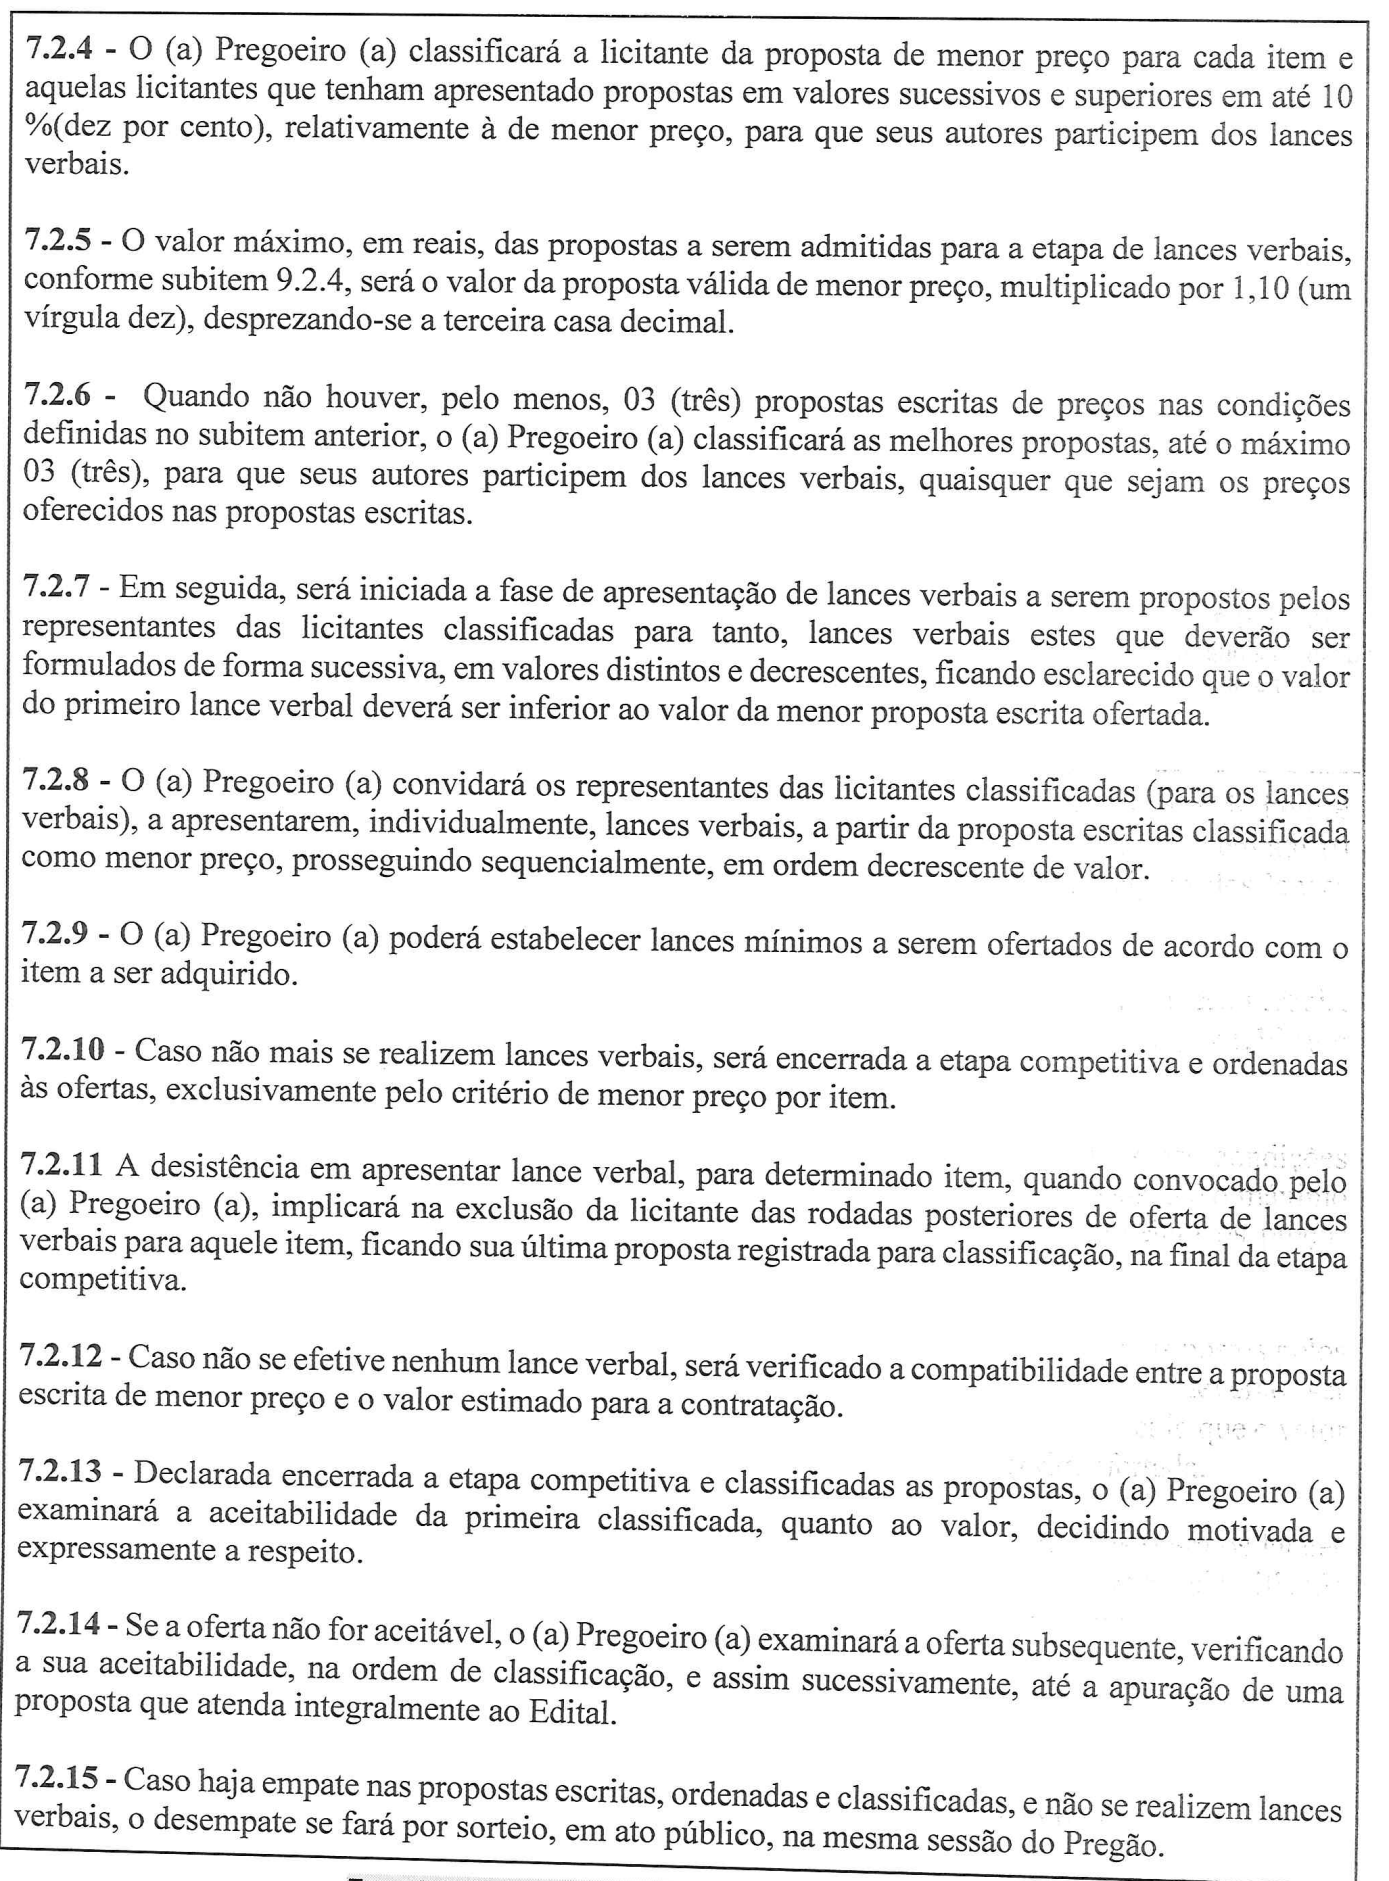 7.2.4 - O (a) Pregoeiro (a) classificará a licitante da proposta de menor preço para cada item e
aquelas licitantes que tenham apresentado propostas em valores sucessivos e superiores em até 10
%(dez por cento), relativamente à de menor preço, para que seus autores participem dos lances
verbais.
7.2.5 - O valor máximo, em reais, das propostas a serem admitidas para a etapa de lances verbais,
conforme subitem 9.2.4, será o valor da proposta válida de menor preço, multiplicado por 1,10 (um
vírgula dez), desprezando-se a terceira casa decimal.
7.2.6 - Quando não houver, pelo menos, 03 (três) propostas escritas de preços nas condições
definidas no subitem anterior, o (a) Pregoeiro (a) classificará as melhores propostas, até o máximo
03 (três), para que seus autores participem dos lances verbais, quaisquer que sejam os preços
oferecidos nas propostas escritas.
7.2.7 - Em seguida, será iniciada a fase de apresentação de lances verbais a serem propostos pelos
representantes das licitantes classificadas para tanto, lances verbais estes que deverão ser
formulados de forma sucessiva, em valores distintos e decrescentes, ficando esclarecido que o valor
do primeiro lance verbal deverá ser inferior ao valor da menor proposta escrita ofertada.
7.2.8 - O (a) Pregoeiro (a) convidará os representantes das licitantes classificadas (para os lances
verbais), a apresentarem, individualmente, lances verbais, a partir da proposta escritas classificada
como menor preço, prosseguindo sequencialmente, em ordem decrescente de valor.
7.2.9 - O (a) Pregoeiro (a) poderá estabelecer lances mínimos a serem ofertados de acordo com o
item a ser adquirido.
7.2.10 - Caso não mais se realizem lances verbais, será encerrada a etapa competitiva e ordenadas
às ofertas, exclusivamente pelo critério de menor preço por item.
7.2.11 A desistência em apresentar lance verbal, para determinado item, quando convocado pelo
(a) Pregoeiro (a), implicará na exclusão da licitante das rodadas posteriores de oferta de lances
verbais para aquele item, ficando sua última proposta registrada para classificação, na final da etapa
competitiva.
7.2.12 - Caso não se efetive nenhum lance verbal, será verificado a compatibilidade entre a proposta
escrita de menor preço e o valor estimado para a contratação.
7.2.13 - Declarada encerrada a etapa competitiva e classificadas as propostas, o (a) Pregoeiro (a)
examinará a aceitabilidade da primeira classificada, quanto ao valor, decidindo motivada e
expressamente a respeito.
7.2.14 - Se a oferta não for aceitável, o (a) Pregoeiro (a) examinará a oferta subsequente, verificando
a sua aceitabilidade, na ordem de classificação, e assim sucessivamente, até a apuração de uma
proposta que atenda integralmente ao Edital.
7.2.15 - Caso haja empate nas propostas escritas, ordenadas e classificadas, e não se realizem lances
verbais, o desempate se fará por sorteio, em ato público, na mesma sessão do Pregão.